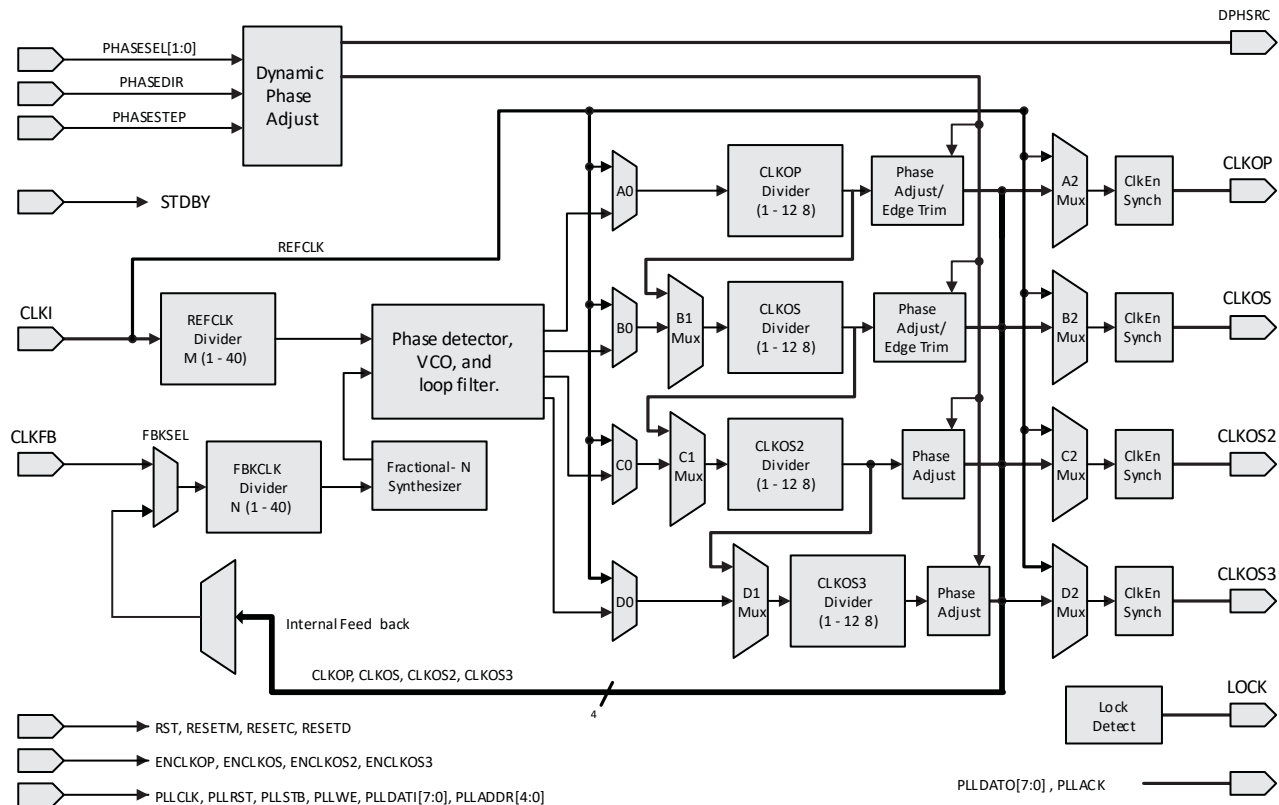 DPHSRC
PHASESEL[1:0]
PHASEDIR
PHASESTEP
Dynamic
Phase
Adjust
STDBY
REFCLK
CLKI
REFCLK
Divider
M (1 - 40)
Phase detector,
VCO, and
loop filter.
CLKFB
FBKSEL
FBKCLK
Divider
N (1 - 40)
Fractional- N
Synthesizer
Internal Feed back
CLKOP, CLKOS, CLKOS2, CLKOS3
4
A0
CLKOP
Divider
(1 - 12 8)
Phase
Adjust/
Edge Trim
A2
Mux
ClkEn
Synch
CLKOP
B0
B1
Mux
CLKOS
Divider
(1 - 12 8)
Phase
Adjust/
Edge Trim
B2
Mux
ClkEn
Synch
CLKOS
C0
C1
Mux
CLKOS2
Divider
(1 - 12 8)
Phase
Adjust
C2
Mux
ClkEn
Synch
CLKOS2
D0
D1
Mux
CLKOS3
Divider
(1 - 12 8)
Phase
Adjust
D2
Mux
ClkEn
Synch
CLKOS3
Lock
Detect
LOCK
RST, RESETM, RESETC, RESETD
ENCLKOP, ENCLKOS, ENCLKOS2, ENCLKOS3
PLLCLK, PLLRST, PLLSTB, PLLWE, PLLDATI[7:0], PLLADDR[4:0]
PLLDATO[7:0] , PLLACK